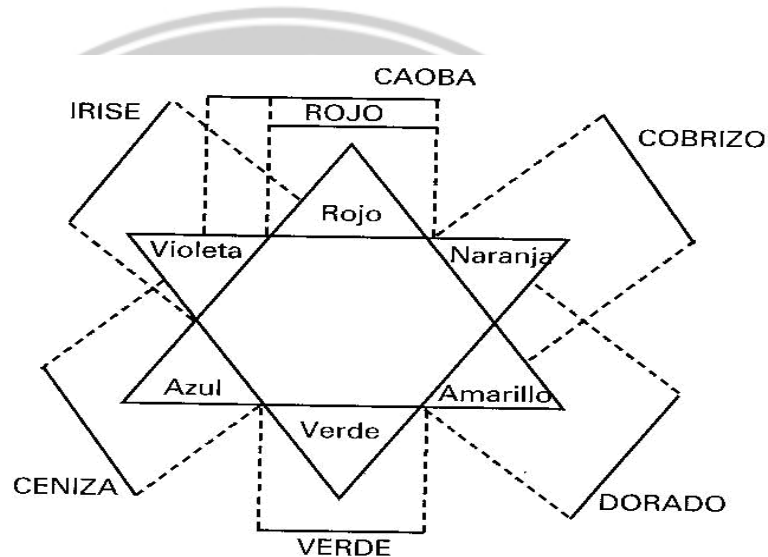 CAOBA
IRISE
ROJO
COBRIZO
Rojo
Violeta
Naranja
Azul
Amarillo
Verde
CENIZA
DORADO
VERDE